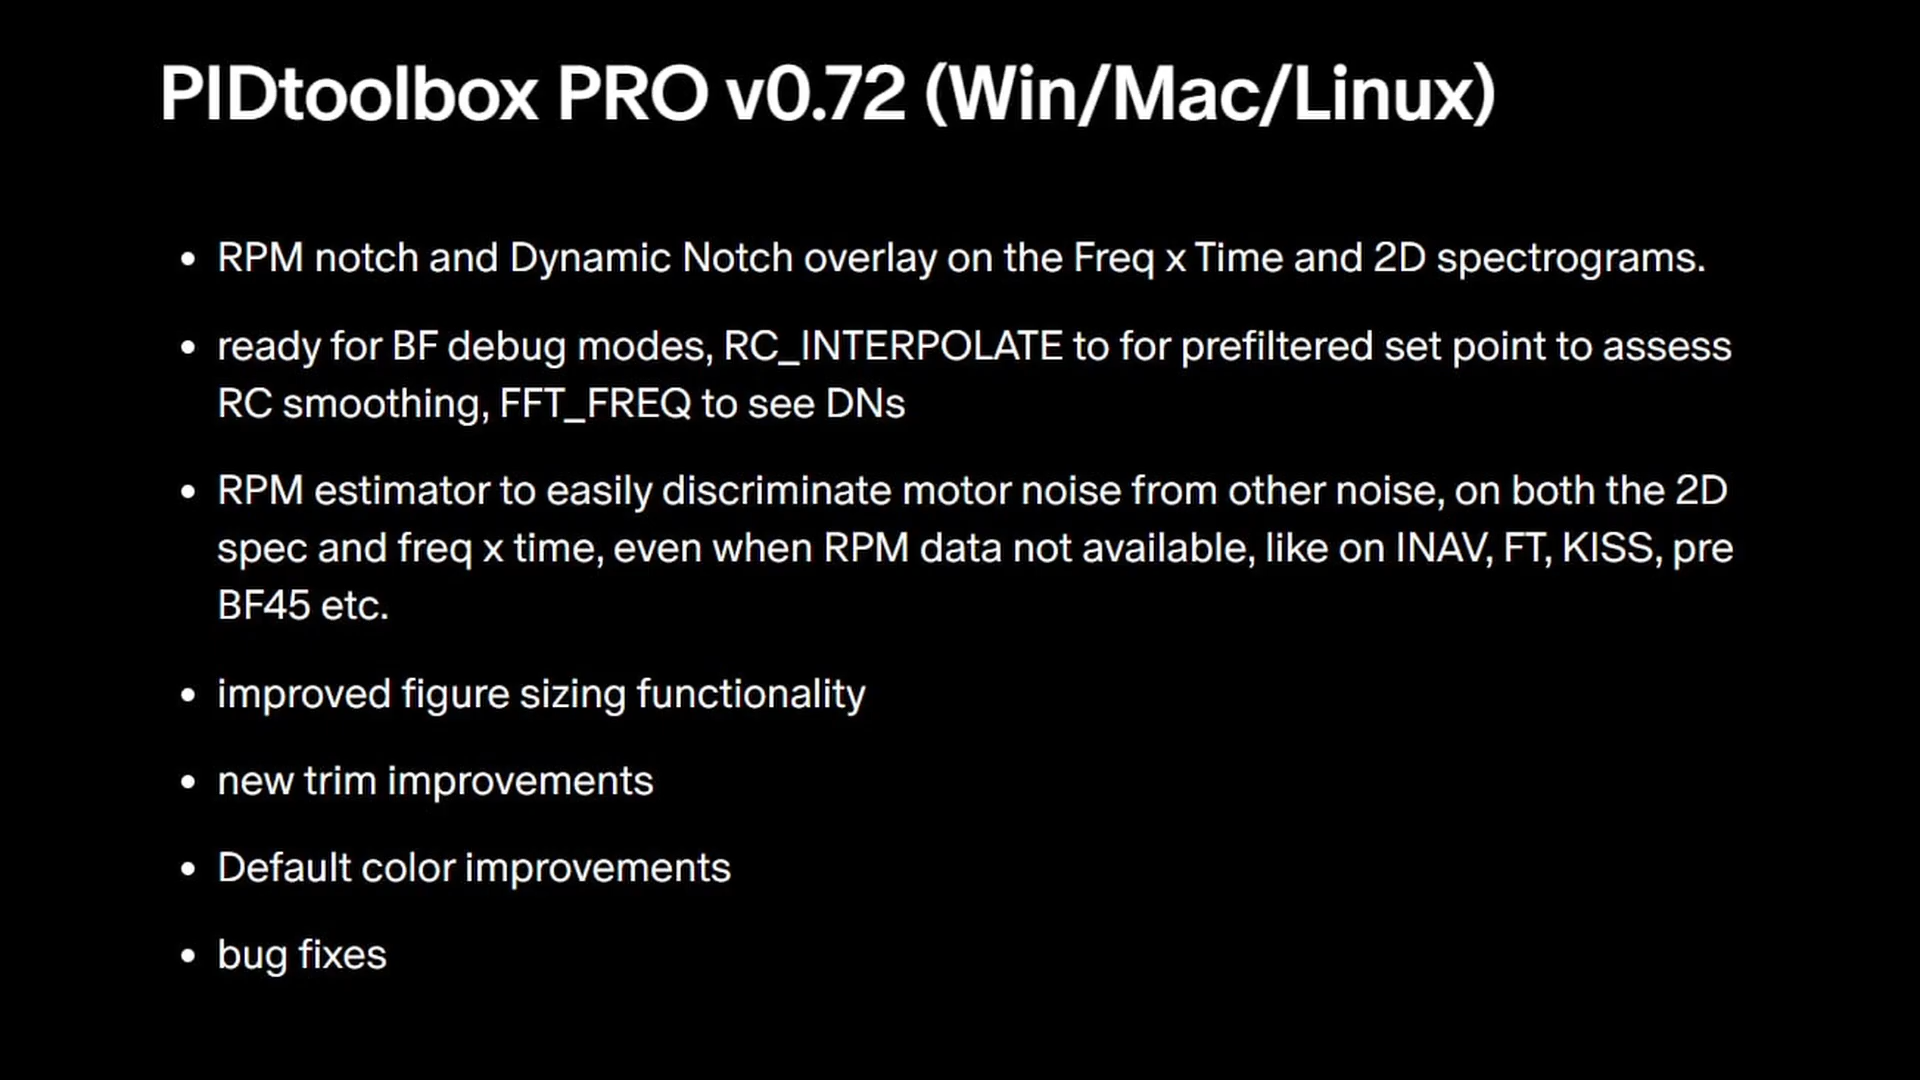 PIDtoolbox PRO v0.72 (Win/Mac/Linux)
• RPM notch and Dynamic Notch overlay on the Freq x Time and 2D spectrograms.
• ready for BF debug modes, RC_INTERPOLATE to for prefiltered set point to assess
RC smoothing, FFT_FREQ to see DNs
• RPM estimator to easily discriminate motor noise from other noise, on both the 2D
spec and freq x time, even when RPM data not available, like on INAV, FT, KISS, pre
BF45 etc.
• improved figure sizing functionality
• new trim improvements
• Default color improvements
• bug fixes